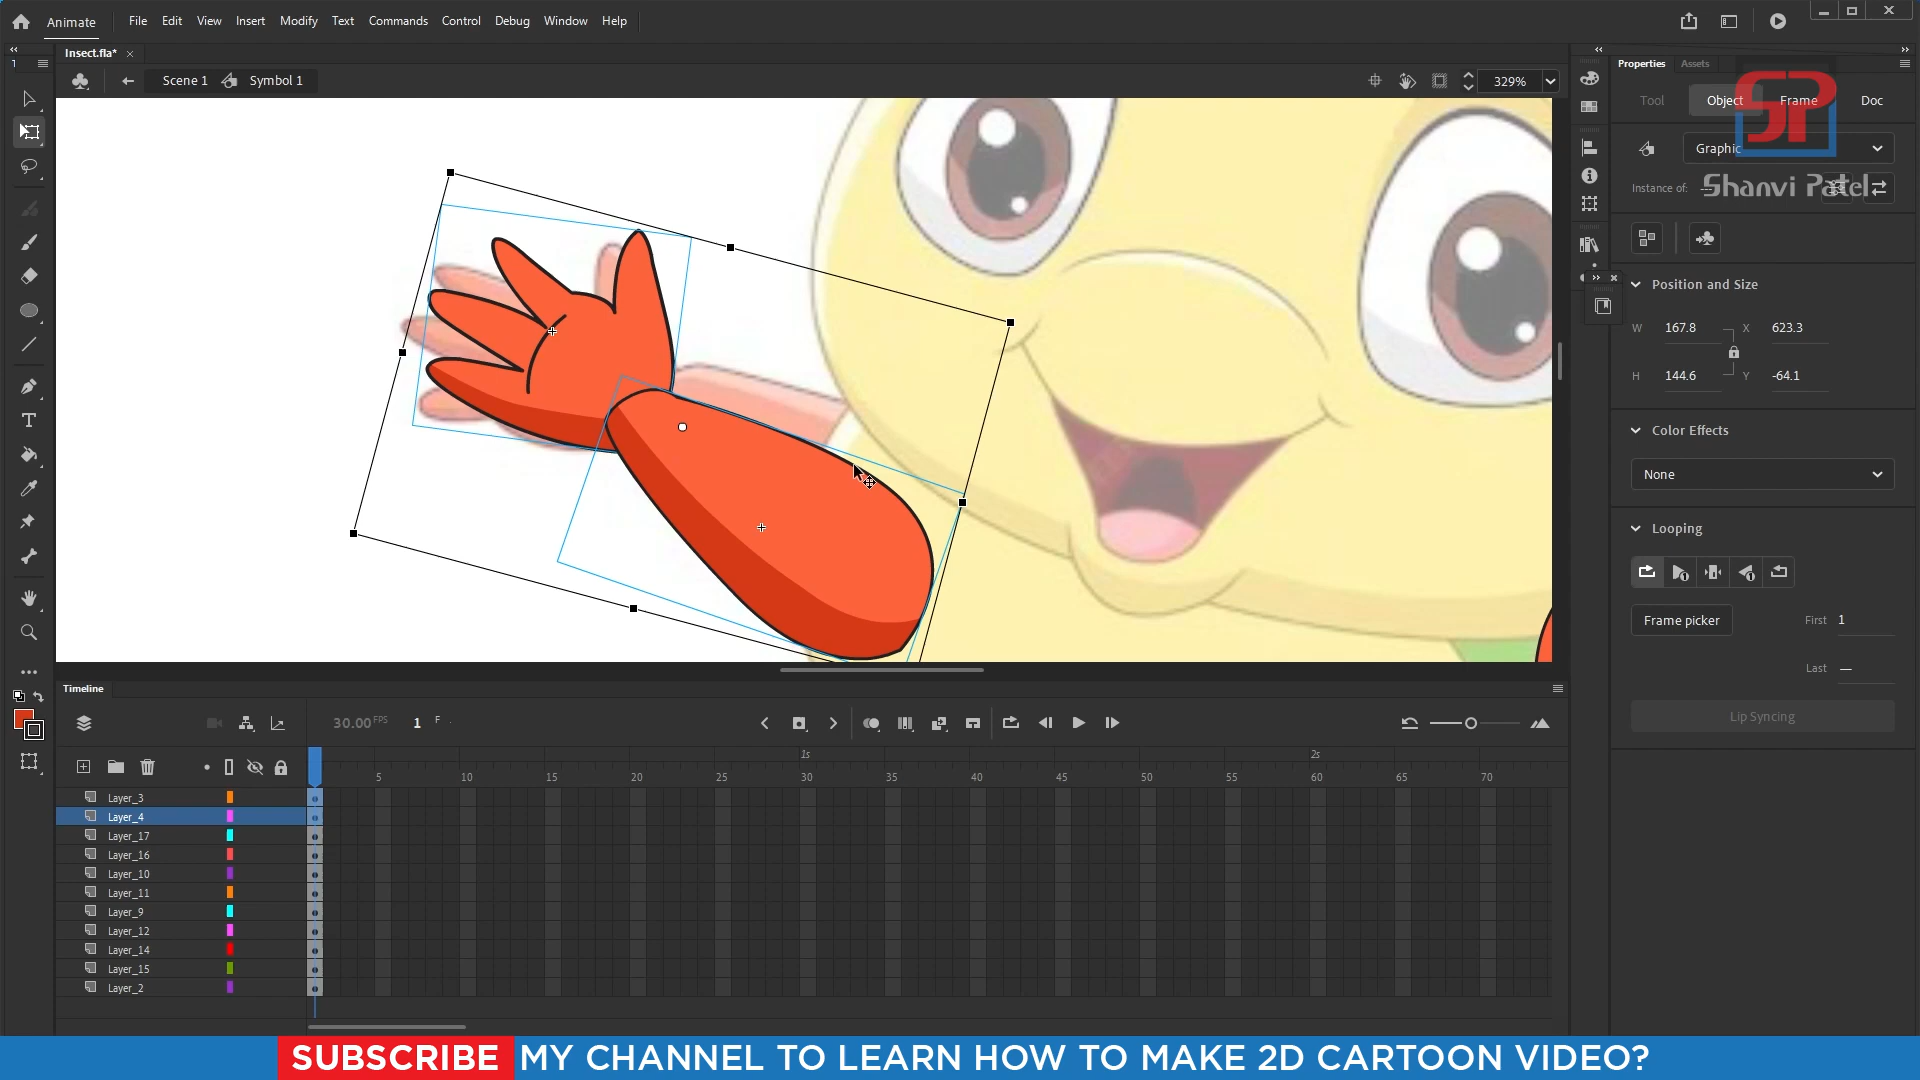 Animate File Edit View Insert Modify Text Commands Control Debug Window Help
Insect.fla*
Scene 1 Symbol 1 329%
Properties Assets
Tool Object Frame Doc
SP
Graphic
Instance of:
Shanvi Patel
Position and Size
W 167.8 X 623.3
H 144.6 Y -64.1
Color Effects
None
Looping
Frame picker First 1
Last —
Lip Syncing
Timeline
30.00 FPS 1 F
1s 2s
5 10 15 20 25 30 35 40 45 50 55 60 65 70
Layer_3
Layer_4
Layer_17
Layer_16
Layer_10
Layer_11
Layer_9
Layer_12
Layer_14
Layer_15
Layer_2
SUBSCRIBE MY CHANNEL TO LEARN HOW TO MAKE 2D CARTOON VIDEO?